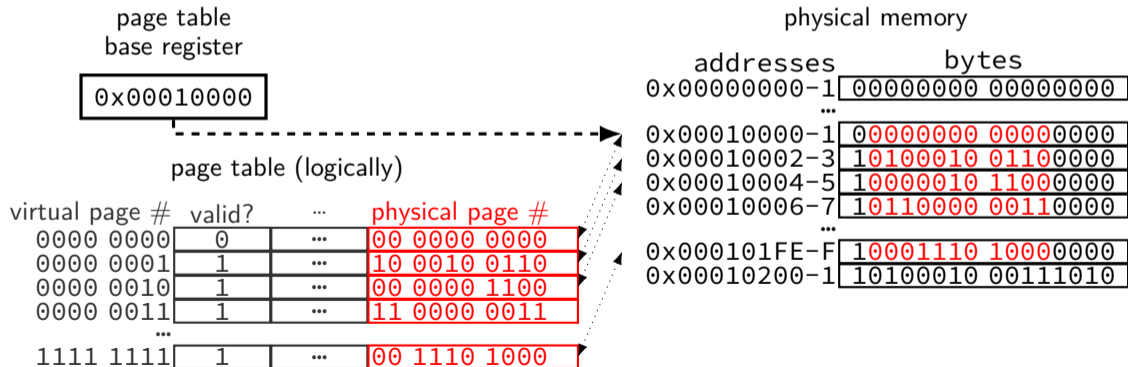 page table
base register
0x00010000
page table (logically)
virtual page # valid? ... physical page #
0000 0000 0 ... 00 0000 0000
0000 0001 1 ... 10 0010 0110
0000 0010 1 ... 00 0000 1100
0000 0011 1 ... 11 0000 0011
...
1111 1111 1 ... 00 1110 1000
physical memory
addresses bytes
0x00000000-1 00000000 00000000
...
0x00010000-1 00000000 00000000
0x00010002-3 10100010 01100000
0x00010004-5 10000010 11000000
0x00010006-7 10110000 00110000
...
0x000101FE-F 10001110 10000000
0x00010200-1 10100010 00111010